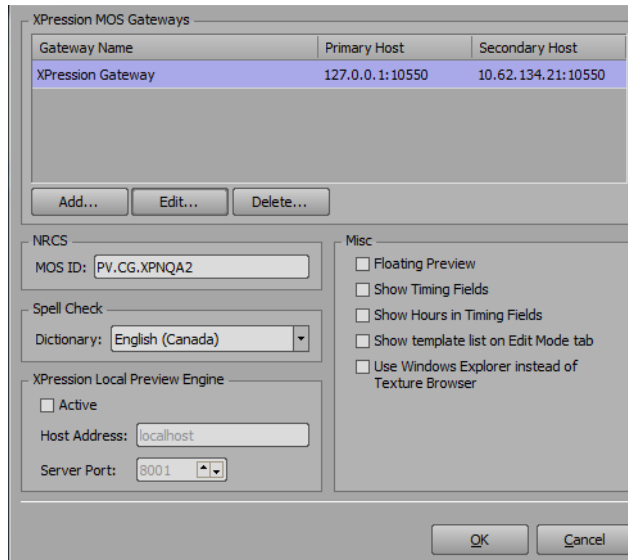 XPression MOS Gateways
Gateway Name Primary Host Secondary Host
XPression Gateway 127.0.0.1:10550 10.62.134.21:10550
Add... Edit... Delete...
NRCS
MOS ID: PV.CG.XPNQA2
Spell Check
Dictionary: English (Canada)
XPression Local Preview Engine
Active
Host Address: localhost
Server Port: 8001
Misc
Floating Preview
Show Timing Fields
Show Hours in Timing Fields
Show template list on Edit Mode tab
Use Windows Explorer instead of
Texture Browser
OK Cancel